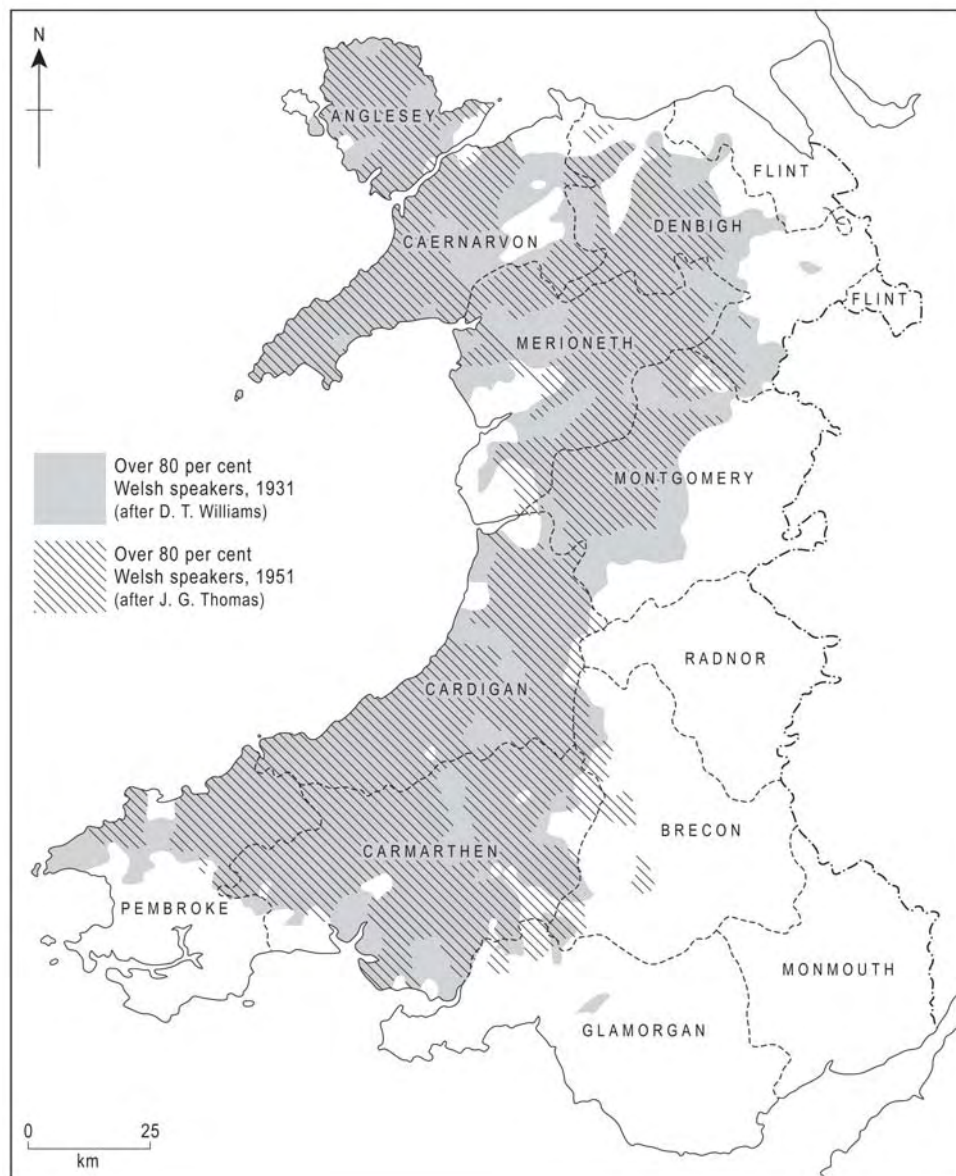 N
ANGLESEY
FLINT
DENBIGH
CAERNARVON
FLINT
MERIONETH
Over 80 per cent
Welsh speakers, 1931
(after D. T. Williams)
MONTGOMERY
Over 80 per cent
Welsh speakers, 1951
(after J. G. Thomas)
RADNOR
CARDIGAN
BRECON
CARMARTHEN
PEMBROKE
MONMOUTH
GLAMORGAN
0 25
km